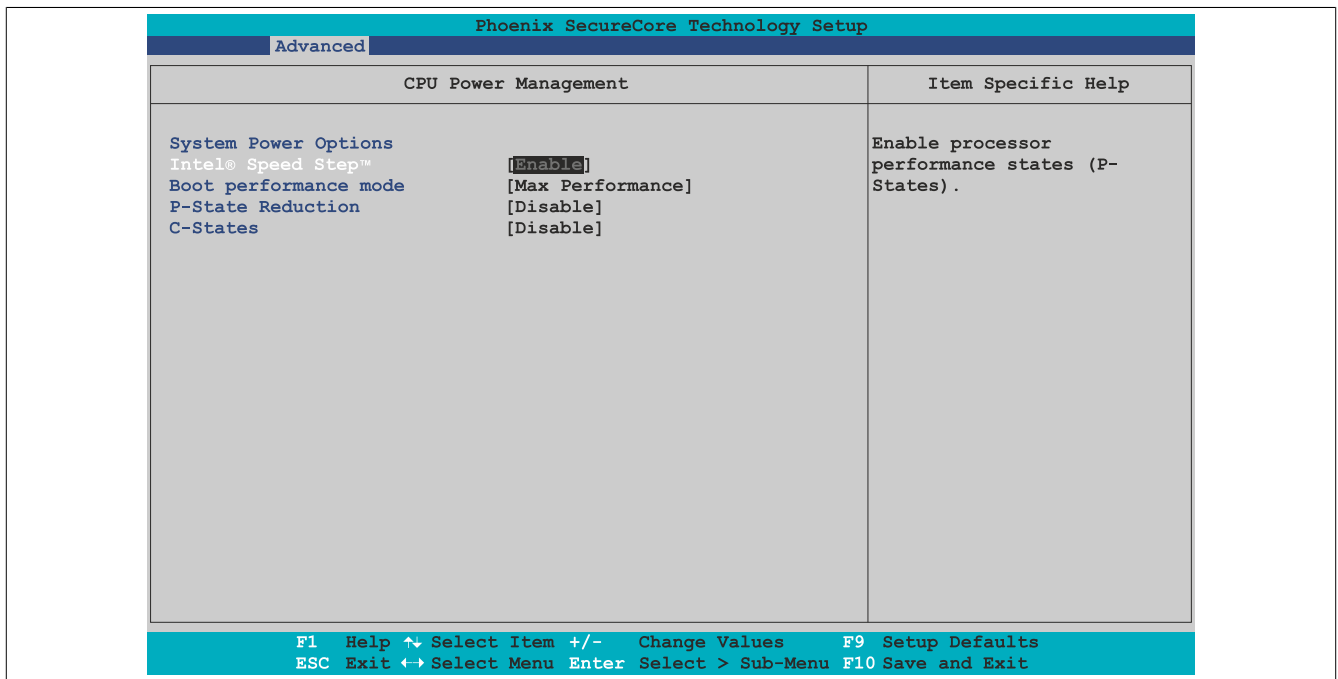 Phoenix SecureCore Technology Setup
Advanced
CPU Power Management
Item Specific Help
System Power Options
Intel® Speed Step™ [Enable]
Boot performance mode [Max Performance]
P-State Reduction [Disable]
C-States [Disable]
Enable processor
performance states (P-
States).
F1 Help ↑↓ Select Item +/- Change Values F9 Setup Defaults
ESC Exit ↔ Select Menu Enter Select > Sub-Menu F10 Save and Exit